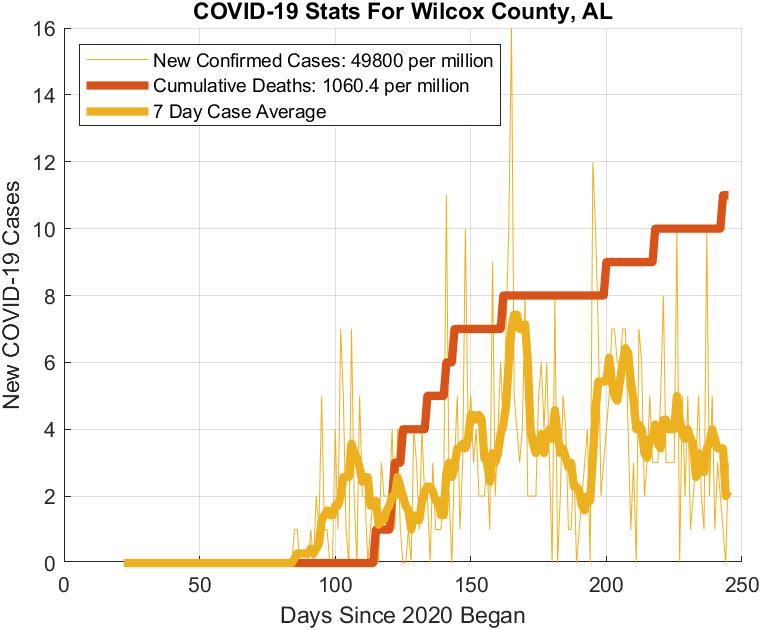 COVID-19 Stats For Wilcox County, AL
New Confirmed Cases: 49800 per million
Cumulative Deaths: 1060.4 per million
7 Day Case Average
New COVID-19 Cases
16
14
12
10
8
6
4
2
0
0 50 100 150 200 250
Days Since 2020 Began